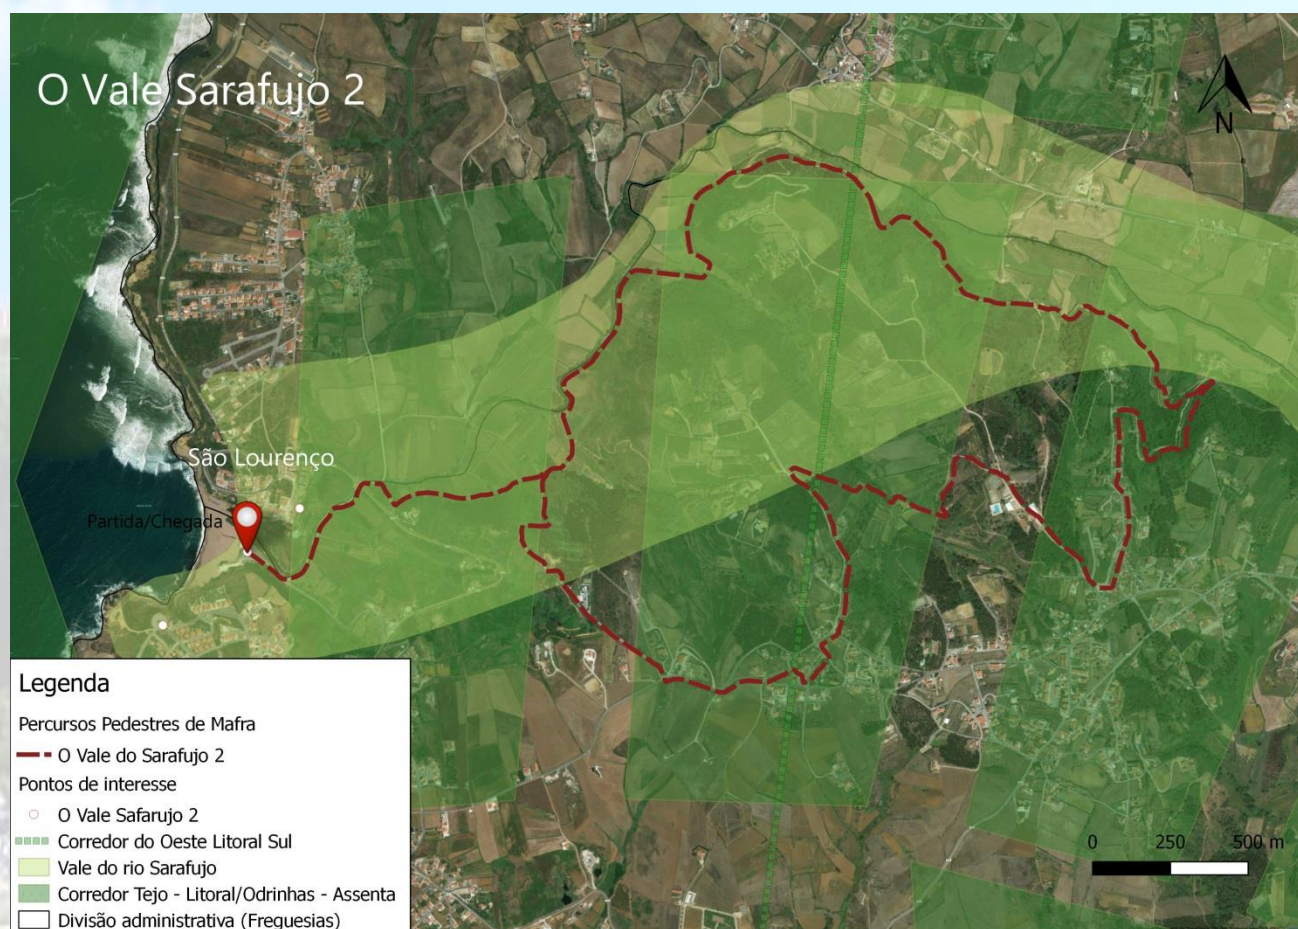 O Vale Sarafujo 2
N
São Lourenço
Partida/Chegada
Legenda
Percursos Pedestres de Mafra
O Vale do Sarafujo 2
Pontos de interesse
O Vale Safarujo 2
Corredor do Oeste Litoral Sul
Vale do rio Sarafujo
Corredor Tejo - Litoral/Odrinhas - Assenta
Divisão administrativa (Freguesias)
0 250 500 m